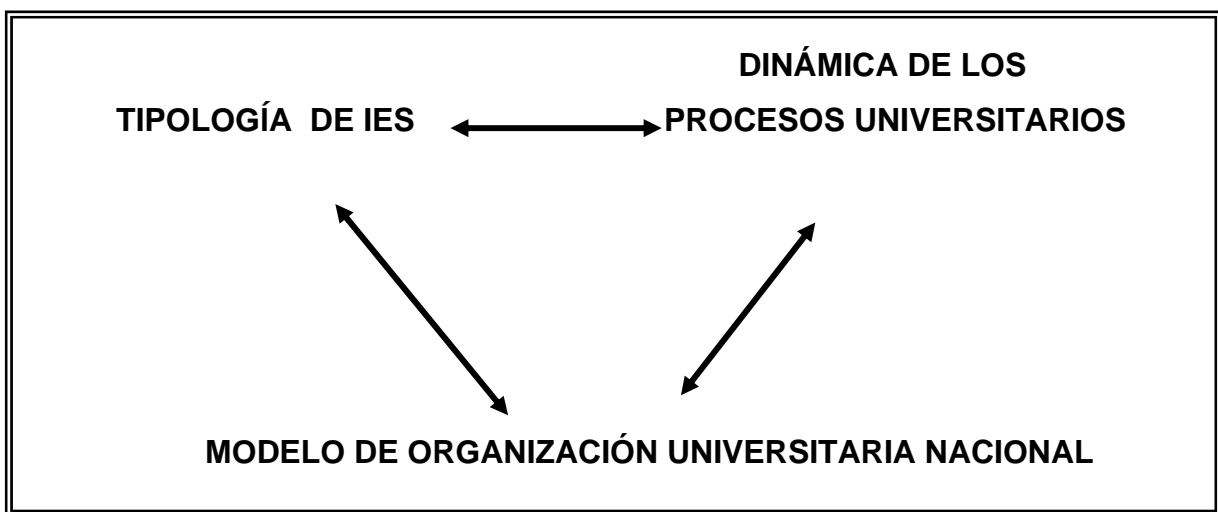 DINÁMICA DE LOS
TIPOLOGÍA DE IES
PROCESOS UNIVERSITARIOS
MODELO DE ORGANIZACIÓN UNIVERSITARIA NACIONAL